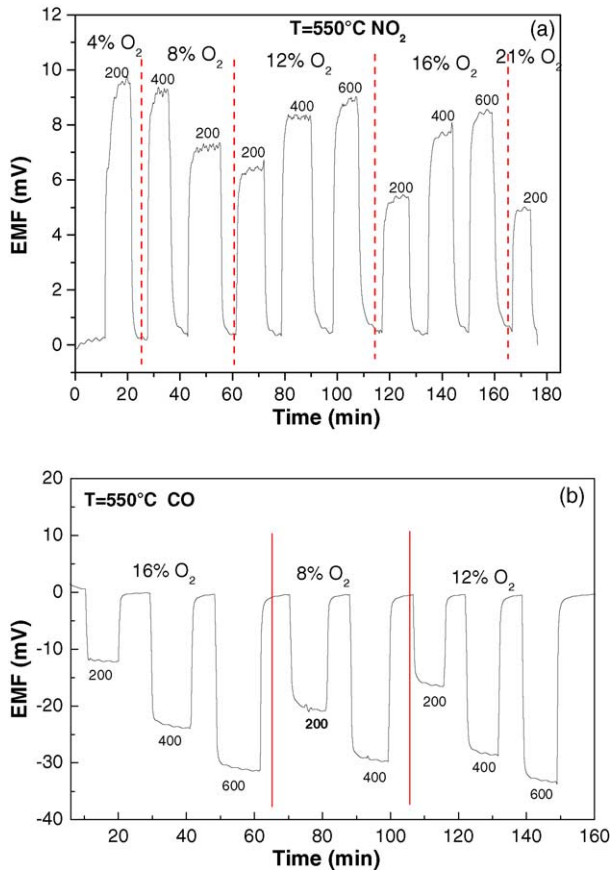 T=550°C NO2 (a)
4% O2 8% O2 12% O2 16% O2 21% O2
200 400 200 200 400 600 200 400 600 200
12
10
8
6
4
2
0
EMF (mV)
0 20 40 60 80 100 120 140 160 180
Time (min)
T=550°C CO (b)
16% O2 8% O2 12% O2
200 400 600 200 400 200 400 600
20
10
0
-10
-20
-30
-40
EMF (mV)
20 40 60 80 100 120 140 160
Time (min)